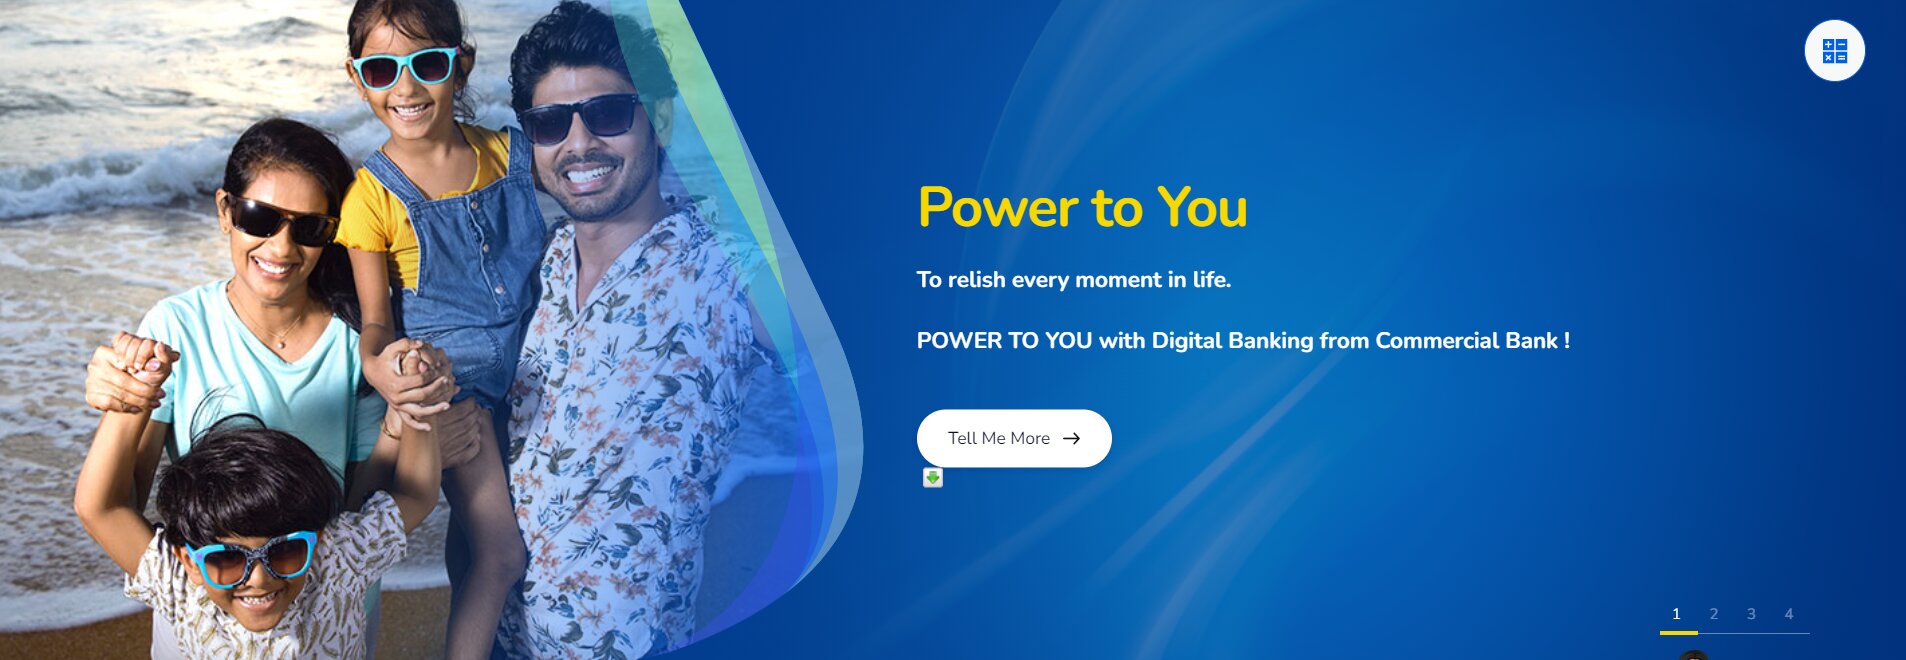 Power to You
To relish every moment in life.
POWER TO YOU with Digital Banking from Commercial Bank !
Tell Me More
1 2 3 4